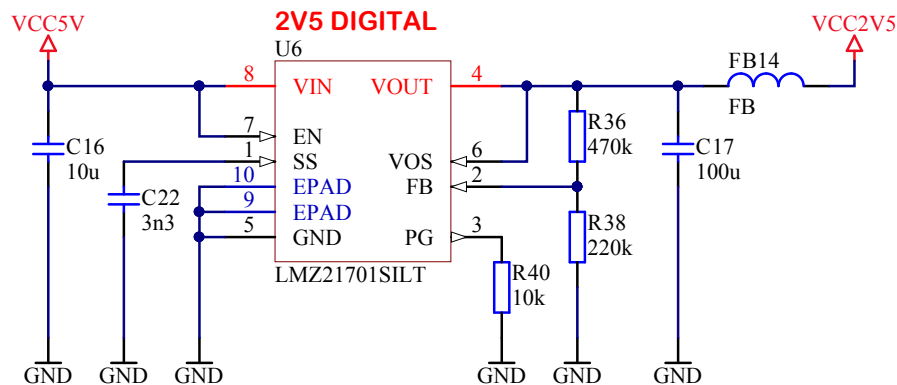 VCC5V
2V5 DIGITAL
VCC2V5
U6
FB14
FB
8
VIN
VOUT
4
7
EN
R36
470k
C16
10u
1
SS
VOS
6
C17
100u
10
EPAD
FB
2
C22
3n3
9
EPAD
R38
220k
5
GND
PG
3
LMZ21701SILT
R40
10k
GND
GND
GND
GND
GND
GND